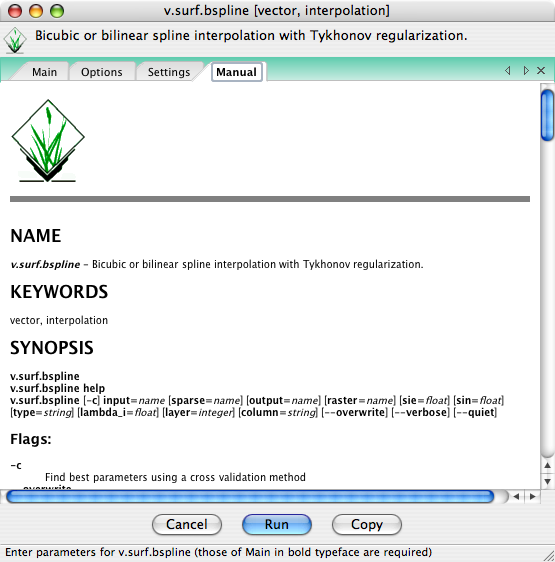 v.surf.bspline [vector, interpolation]
Bicubic or bilinear spline interpolation with Tykhonov regularization.
Main Options Settings Manual
NAME
v.surf.bspline - Bicubic or bilinear spline interpolation with Tykhonov regularization.
KEYWORDS
vector, interpolation
SYNOPSIS
v.surf.bspline
v.surf.bspline help
v.surf.bspline [-c] input=name [sparse=name] [output=name] [raster=name] [sie=float] [sin=float]
[type=string] [lambda_i=float] [layer=integer] [column=string] [--overwrite] [--verbose] [--quiet]
Flags:
-c
Find best parameters using a cross validation method
Cancel Run Copy
Enter parameters for v.surf.bspline (those of Main in bold typeface are required)